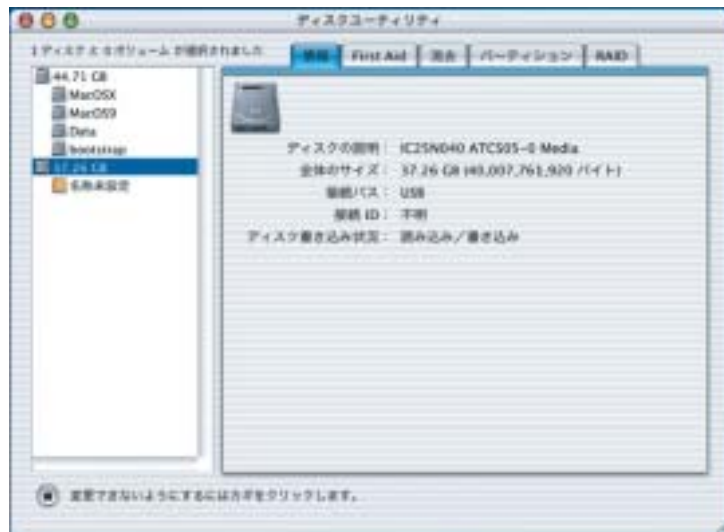 ディスクユーティリティ
1 ディスクと 0 ボリュームが選択されました
情報 First Aid 消去 パーティション RAID
44.71 GB
MacOSX
MacOS9
Data
bootstrap
37.26 GB
名称未設定
ディスクの説明： IC25N040 ATCS05-0 Media
全体のサイズ： 37.26 GB (40,007,761,920 バイト)
接続バス： USB
接続 ID： 不明
ディスク書き込み状況： 読み込み／書き込み
変更できないようにするにはカギをクリックします。